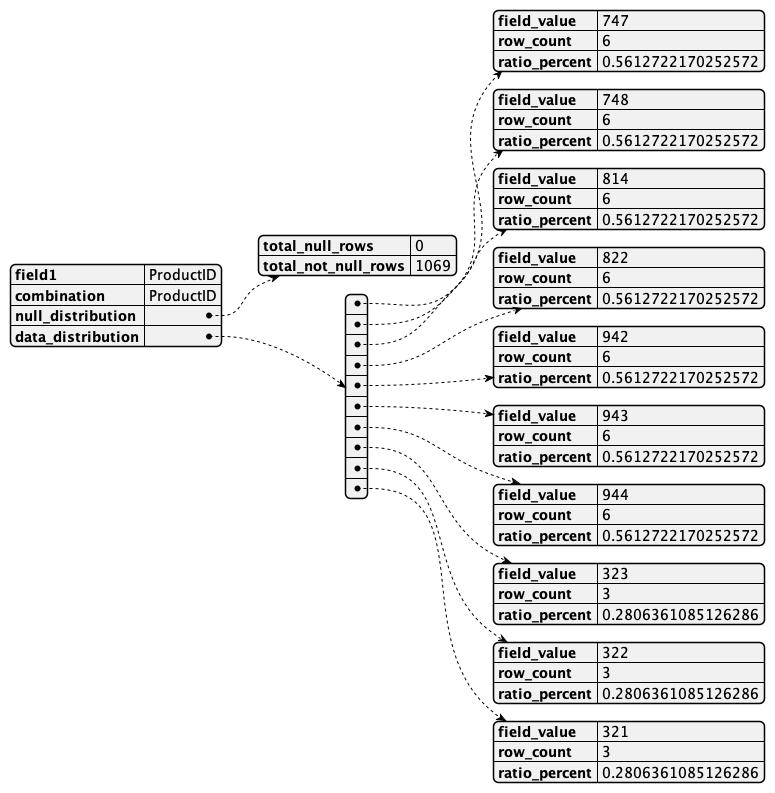 field1 ProductID
combination ProductID
null_distribution
data_distribution
total_null_rows 0
total_not_null_rows 1069
field_value 747
row_count 6
ratio_percent 0.5612722170252572
field_value 748
row_count 6
ratio_percent 0.5612722170252572
field_value 814
row_count 6
ratio_percent 0.5612722170252572
field_value 822
row_count 6
ratio_percent 0.5612722170252572
field_value 942
row_count 6
ratio_percent 0.5612722170252572
field_value 943
row_count 6
ratio_percent 0.5612722170252572
field_value 944
row_count 6
ratio_percent 0.5612722170252572
field_value 323
row_count 3
ratio_percent 0.2806361085126286
field_value 322
row_count 3
ratio_percent 0.2806361085126286
field_value 321
row_count 3
ratio_percent 0.2806361085126286